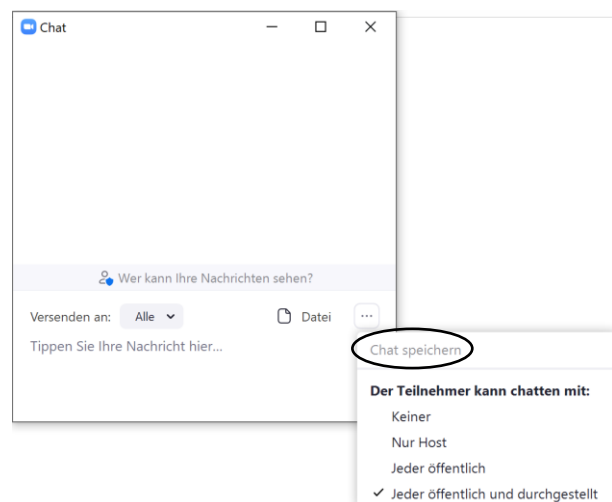 Chat
Wer kann Ihre Nachrichten sehen?
Versenden an: Alle Datei ...
Tippen Sie Ihre Nachricht hier...
Chat speichern
Der Teilnehmer kann chatten mit:
Keiner
Nur Host
Jeder öffentlich
Jeder öffentlich und durchgestellt